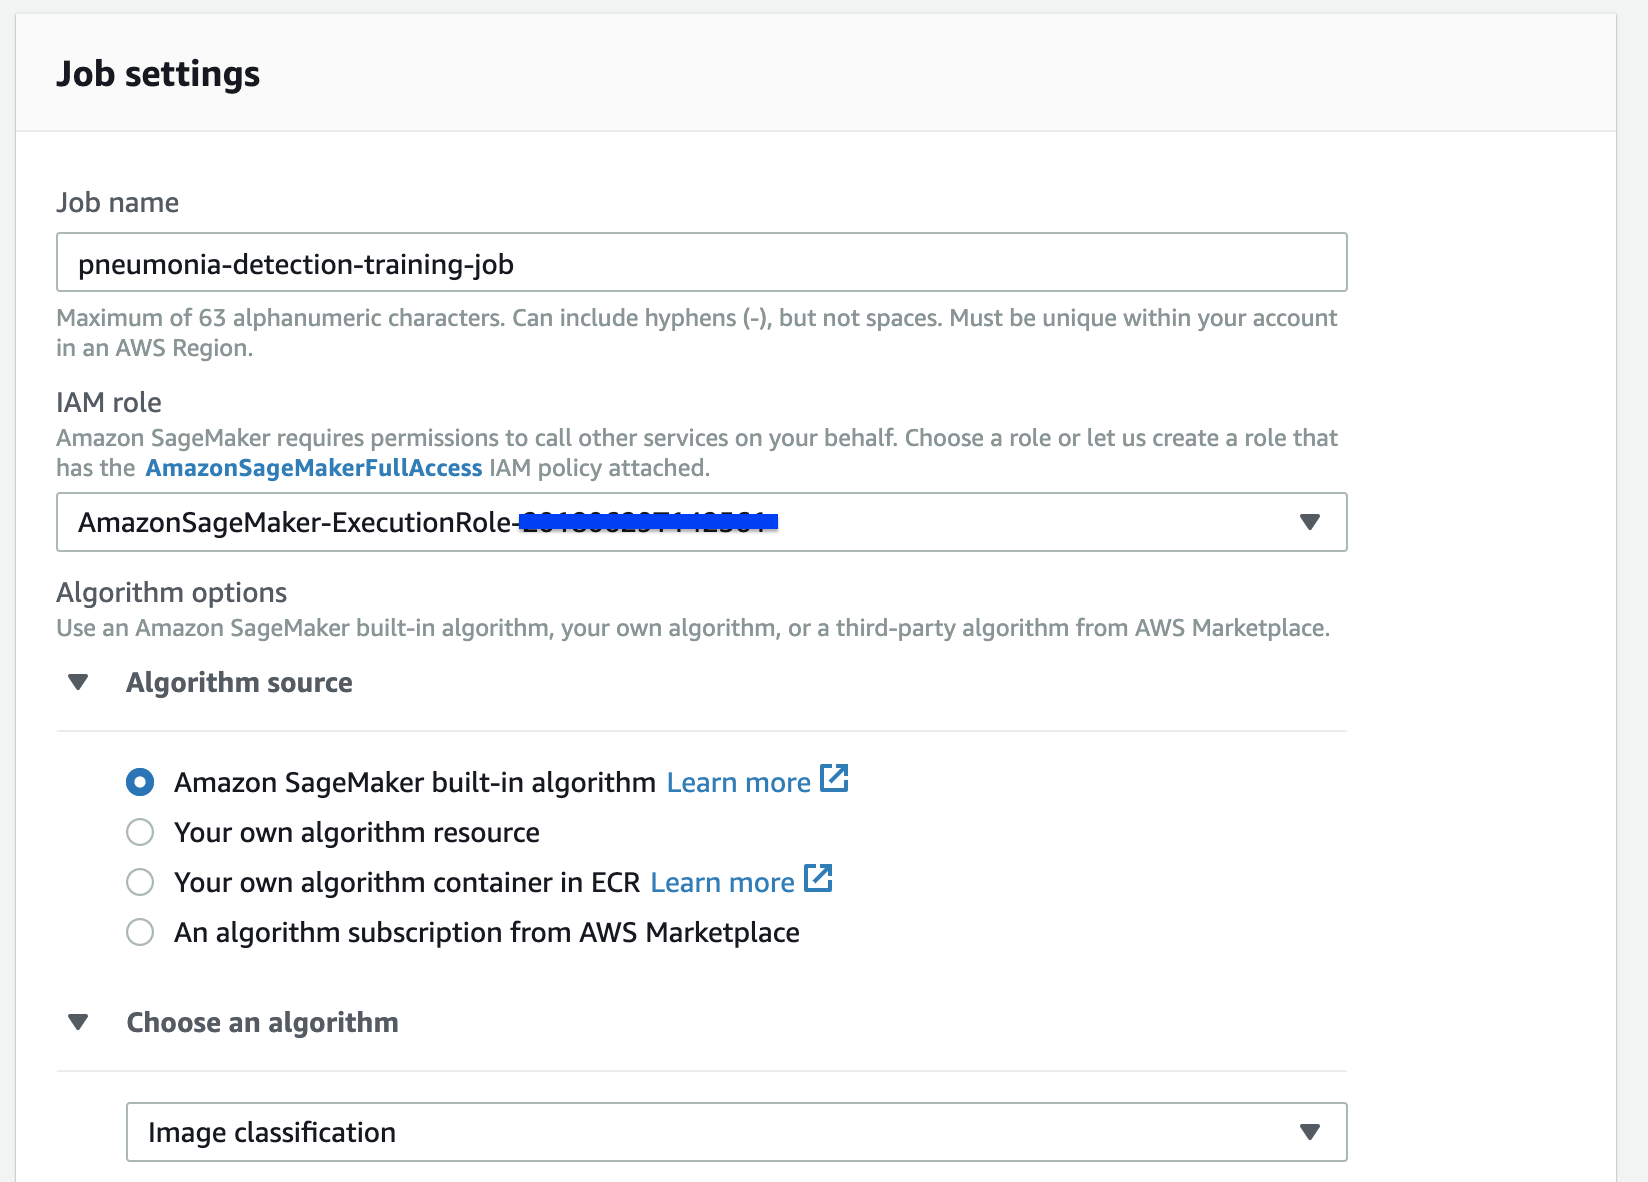 Job settings
Job name
pneumonia-detection-training-job
Maximum of 63 alphanumeric characters. Can include hyphens (-), but not spaces. Must be unique within your account
in an AWS Region.
IAM role
Amazon SageMaker requires permissions to call other services on your behalf. Choose a role or let us create a role that
has the AmazonSageMakerFullAccess IAM policy attached.
AmazonSageMaker-ExecutionRole-
Algorithm options
Use an Amazon SageMaker built-in algorithm, your own algorithm, or a third-party algorithm from AWS Marketplace.
Algorithm source
Amazon SageMaker built-in algorithm Learn more
Your own algorithm resource
Your own algorithm container in ECR Learn more
An algorithm subscription from AWS Marketplace
Choose an algorithm
Image classification